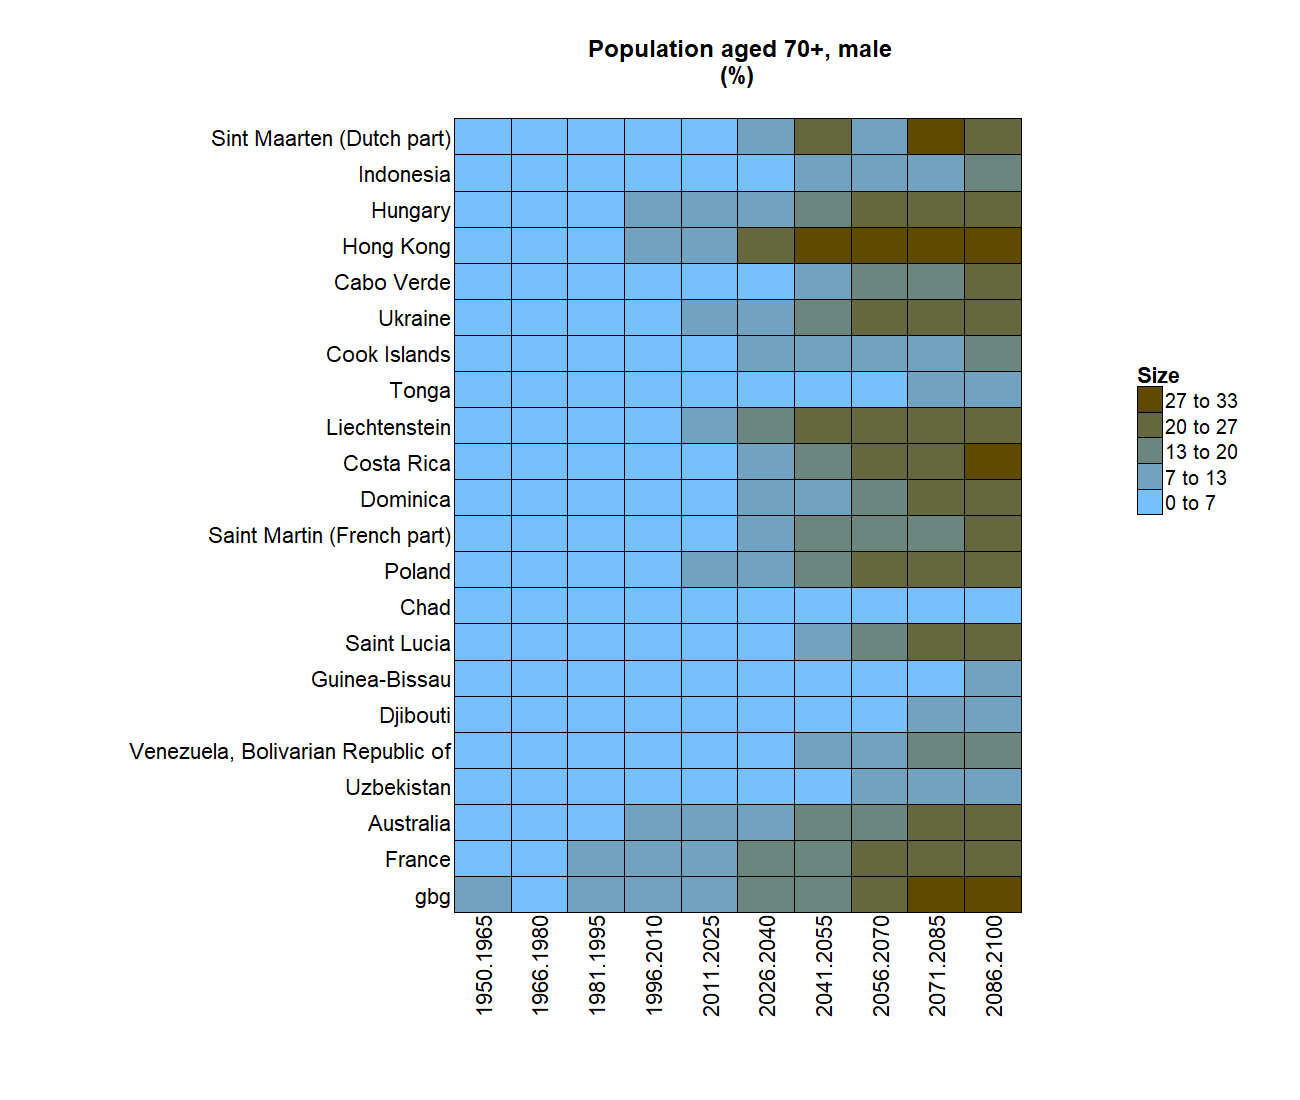 Population aged 70+, male
(%)
Sint Maarten (Dutch part)
Indonesia
Hungary
Hong Kong
Cabo Verde
Ukraine
Cook Islands
Tonga
Liechtenstein
Costa Rica
Dominica
Saint Martin (French part)
Poland
Chad
Saint Lucia
Guinea-Bissau
Djibouti
Venezuela, Bolivarian Republic of
Uzbekistan
Australia
France
gbg
1950.1965
1966.1980
1981.1995
1996.2010
2011.2025
2026.2040
2041.2055
2056.2070
2071.2085
2086.2100
Size
27 to 33
20 to 27
13 to 20
7 to 13
0 to 7